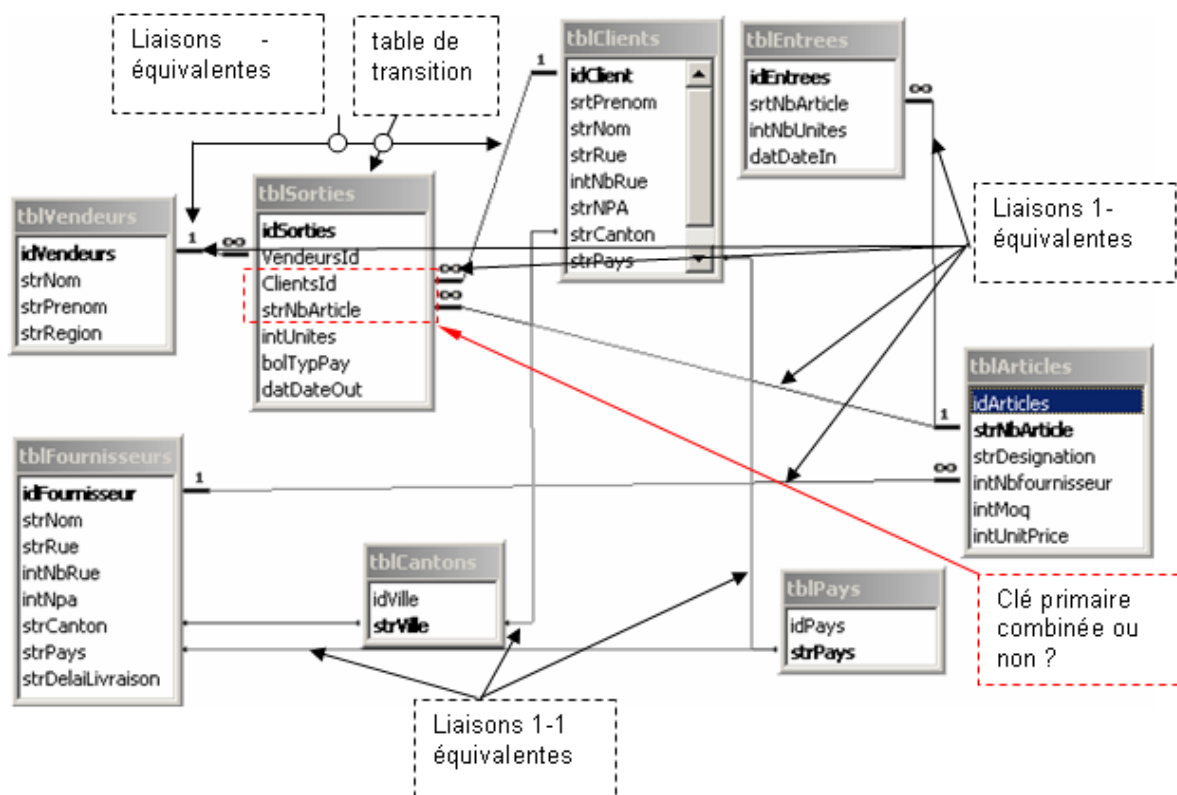 Liaisons -
équivalentes
table de
transition
tblClients
idClient
srtPrenom
strNom
strRue
intNbRue
strNPA
strCanton
strPays
tblEntrees
idEntrees
srtNbArticle
intNbUnites
datDateIn
1
∞
tblSorties
idSorties
VendeursId
ClientsId
strNbArticle
intUnites
bolTypPay
datDateOut
tblVendeurs
idVendeurs
strNom
strPrenom
strRegion
1
∞
∞
∞
Liaisons 1-
équivalentes
tblArticles
idArticles
strNbArticle
strDesignation
intNbfournisseur
intMoq
intUnitPrice
1
∞
tblFournisseurs
idFournisseur
strNom
strRue
intNbRue
intNpa
strCanton
strPays
strDelaiLivraison
1
tblCantons
idVille
strVille
tblPays
idPays
strPays
Clé primaire
combinée ou
non ?
Liaisons 1-1
équivalentes